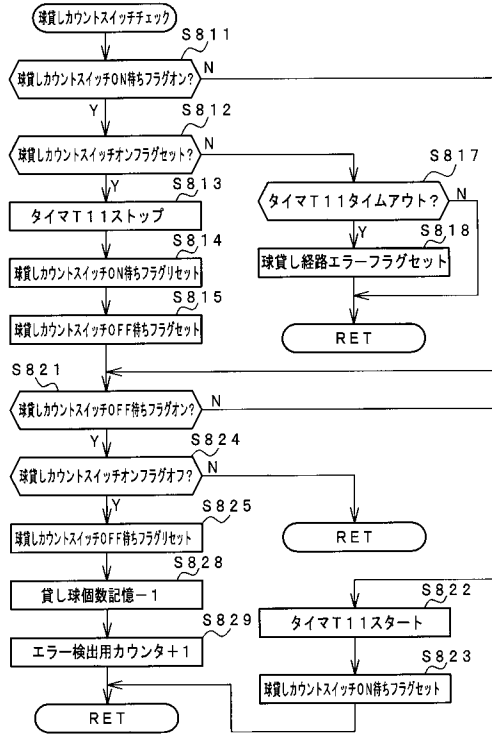 球貸しカウントスイッチチェック
S811
球貸しカウントスイッチON待ちフラグオン?
N
Y
S812
球貸しカウントスイッチオンフラグセット?
N
Y
S813
タイマT11ストップ
S814
球貸しカウントスイッチON待ちフラグリセット
S815
球貸しカウントスイッチOFF待ちフラグセット
S817
タイマT11タイムアウト?
N
Y
S818
球貸し経路エラーフラグセット
RET
S821
球貸しカウントスイッチOFF待ちフラグオン?
N
Y
S824
球貸しカウントスイッチオンフラグオフ?
N
Y
RET
S825
球貸しカウントスイッチOFF待ちフラグリセット
S828
貸し球個数記憶-1
S829
エラー検出用カウンタ+1
RET
S822
タイマT11スタート
S823
球貸しカウントスイッチON待ちフラグセット